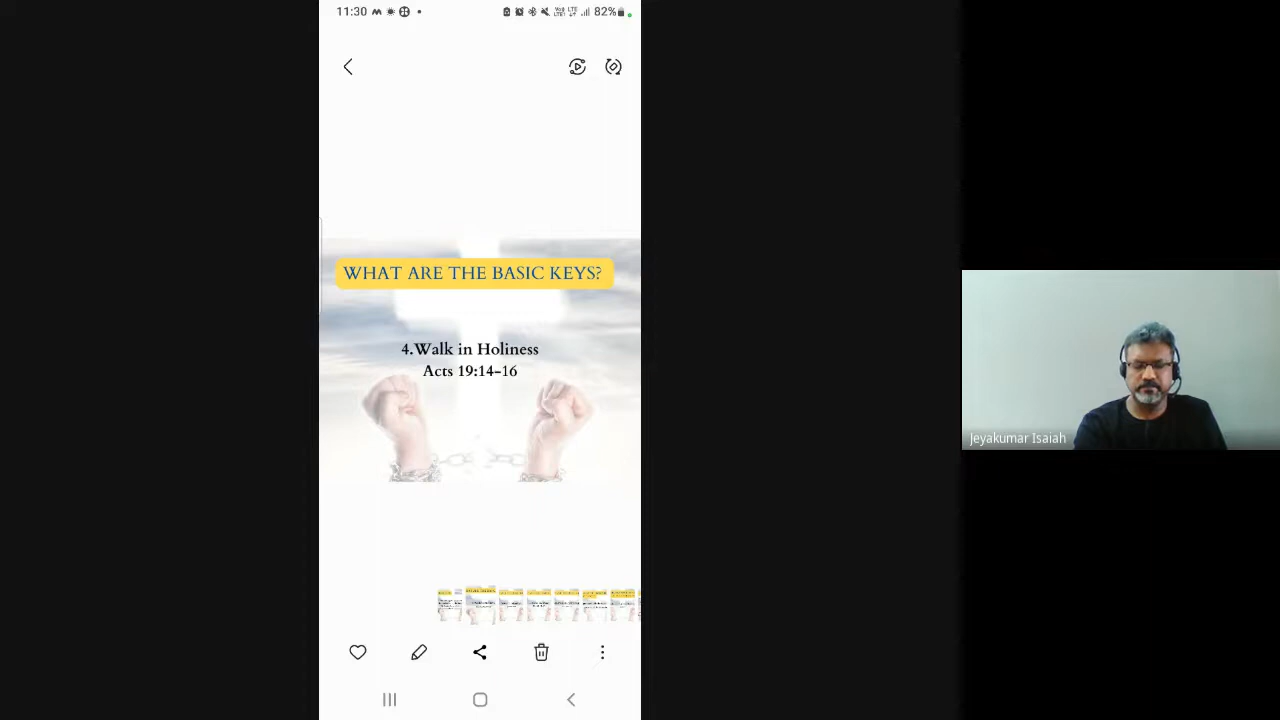 11:30
82%
WHAT ARE THE BASIC KEYS?
4.Walk in Holiness
Acts 19:14-16
Jeyakumar Isaiah